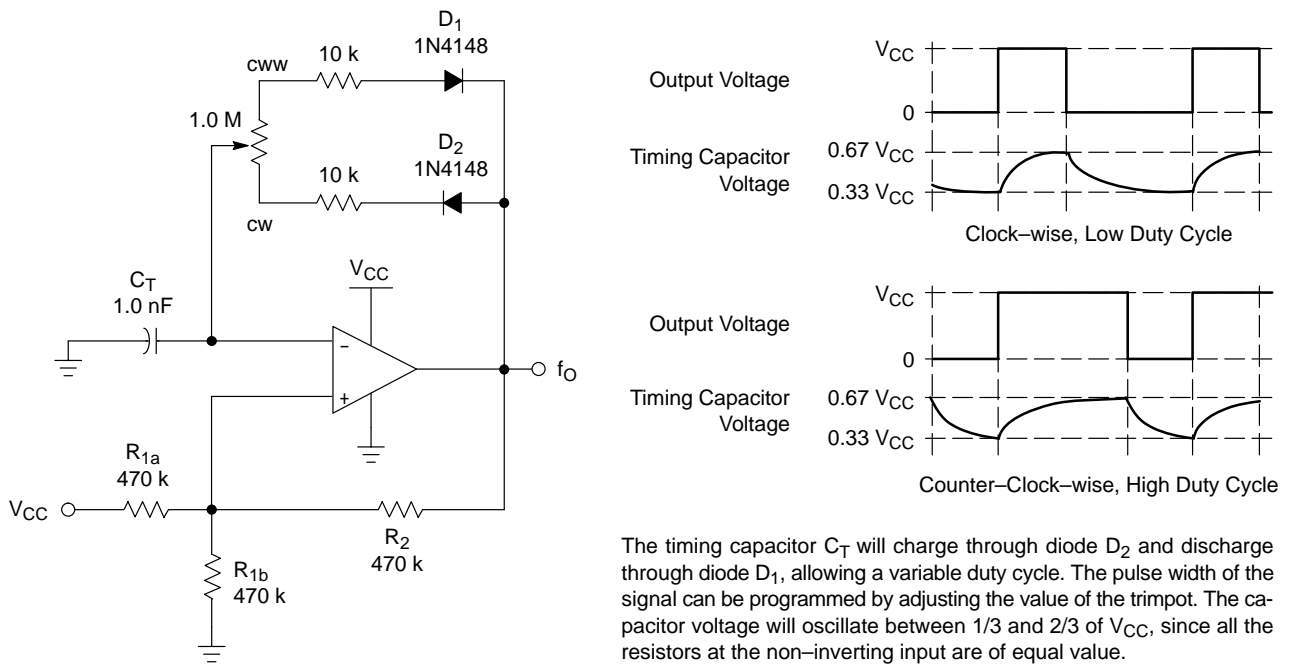 D1
1N4148
10 k
cww
1.0 M
D2
1N4148
10 k
cw
CT
1.0 nF
VCC
–
+
fO
R1a
470 k
VCC
R2
470 k
R1b
470 k
Output Voltage
VCC
0
Timing Capacitor
Voltage
0.67 VCC
0.33 VCC
Clock–wise, Low Duty Cycle
Output Voltage
VCC
0
Timing Capacitor
Voltage
0.67 VCC
0.33 VCC
Counter–Clock–wise, High Duty Cycle
The timing capacitor CT will charge through diode D2 and discharge
through diode D1, allowing a variable duty cycle. The pulse width of the
signal can be programmed by adjusting the value of the trimpot. The ca-
pacitor voltage will oscillate between 1/3 and 2/3 of VCC, since all the
resistors at the non–inverting input are of equal value.